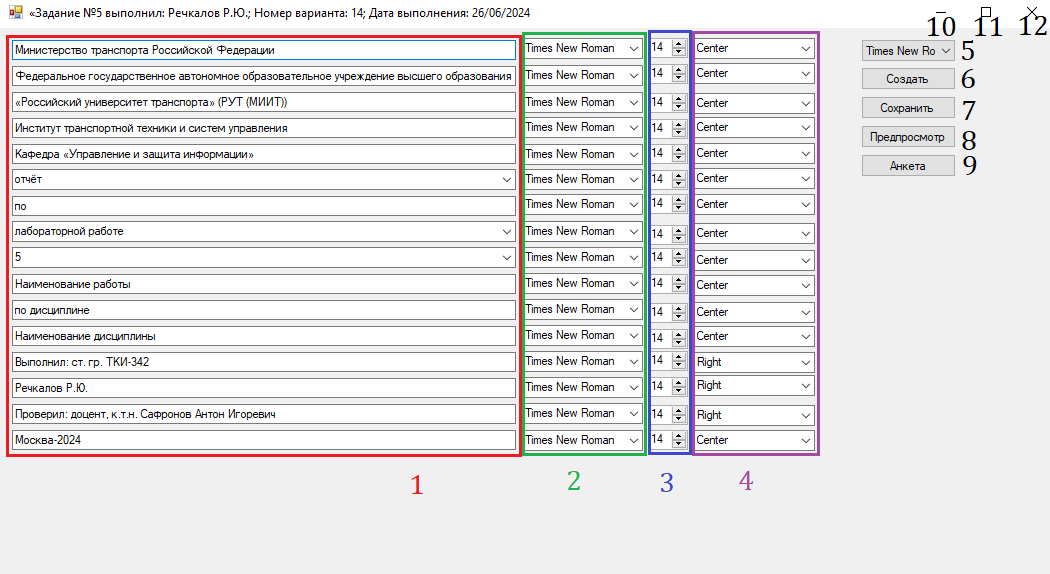 «Задание №5 выполнил: Речкалов Р.Ю.; Номер варианта: 14; Дата выполнения: 26/06/2024
10 11 12
Министерство транспорта Российской Федерации Times New Roman 14 Center Times New Ro 5
Федеральное государственное автономное образовательное учреждение высшего образования Times New Roman 14 Center Создать 6
«Российский университет транспорта» (РУТ (МИИТ)) Times New Roman 14 Center Сохранить 7
Институт транспортной техники и систем управления Times New Roman 14 Center Предпросмотр 8
Кафедра «Управление и защита информации» Times New Roman 14 Center Анкета 9
отчёт Times New Roman 14 Center
по Times New Roman 14 Center
лабораторной работе Times New Roman 14 Center
5 Times New Roman 14 Center
Наименование работы Times New Roman 14 Center
по дисциплине Times New Roman 14 Center
Наименование дисциплины Times New Roman 14 Center
Выполнил: ст. гр. ТКИ-342 Times New Roman 14 Right
Речкалов Р.Ю. Times New Roman 14 Right
Проверил: доцент, к.т.н. Сафронов Антон Игоревич Times New Roman 14 Right
Москва-2024 Times New Roman 14 Center
1 2 3 4